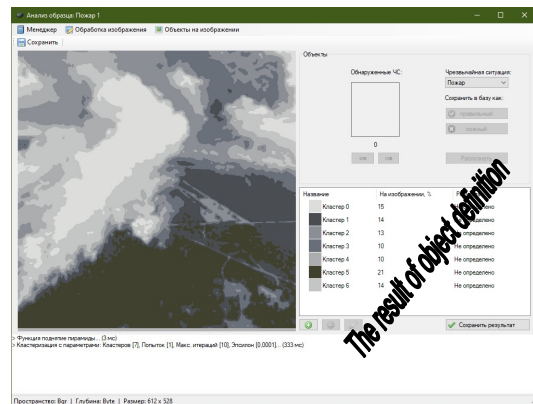 Анализ образца: Пожар 1
Менеджер Обработка изображения Объекты на изображении
Сохранить
Объекты
Обнаруженные ЧС:
Чрезвычайная ситуация:
Пожар
Сохранить в базу как:
правильный
ложный
0
<< >>
Название На изображении, %
Кластер 0 15 Не определено
Кластер 1 14 Не определено
Кластер 2 13 Не определено
Кластер 3 10 Не определено
Кластер 4 10 Не определено
Кластер 5 21 Не определено
Кластер 6 14 Не определено
The result of object definition
Сохранить результат
> Функция поднятие пирамиды... (3 мс)
> Кластеризация с параметрами: Кластеров [7], Попыток [1], Макс. итераций [10], Эпсилон [0,0001]... (333 мс)
Пространство: Bgr | Глубина: Byte | Размер: 612 x 528